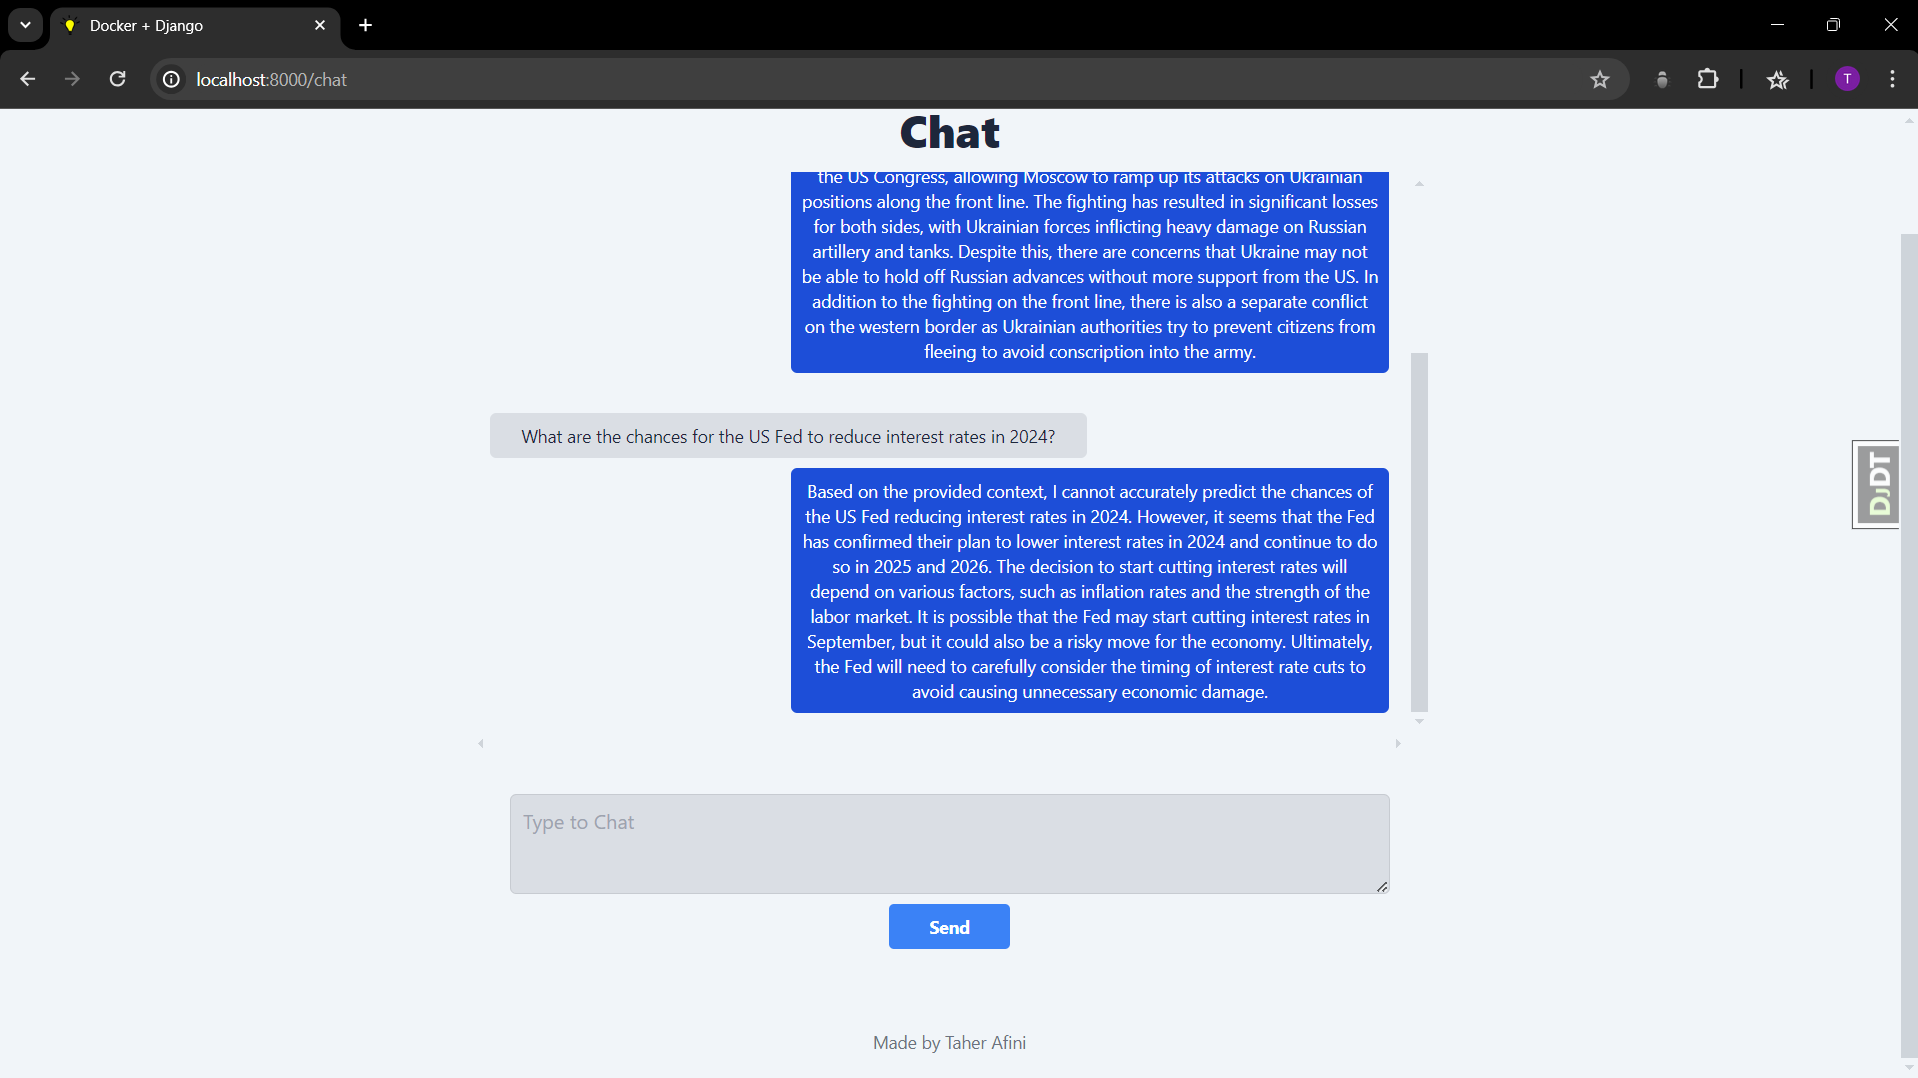 Docker + Django
localhost:8000/chat
T
Chat
the US Congress, allowing Moscow to ramp up its attacks on Ukrainian
positions along the front line. The fighting has resulted in significant losses
for both sides, with Ukrainian forces inflicting heavy damage on Russian
artillery and tanks. Despite this, there are concerns that Ukraine may not
be able to hold off Russian advances without more support from the US. In
addition to the fighting on the front line, there is also a separate conflict
on the western border as Ukrainian authorities try to prevent citizens from
fleeing to avoid conscription into the army.
What are the chances for the US Fed to reduce interest rates in 2024?
DJDT
Based on the provided context, I cannot accurately predict the chances of
the US Fed reducing interest rates in 2024. However, it seems that the Fed
has confirmed their plan to lower interest rates in 2024 and continue to do
so in 2025 and 2026. The decision to start cutting interest rates will
depend on various factors, such as inflation rates and the strength of the
labor market. It is possible that the Fed may start cutting interest rates in
September, but it could also be a risky move for the economy. Ultimately,
the Fed will need to carefully consider the timing of interest rate cuts to
avoid causing unnecessary economic damage.
Type to Chat
Send
Made by Taher Afini